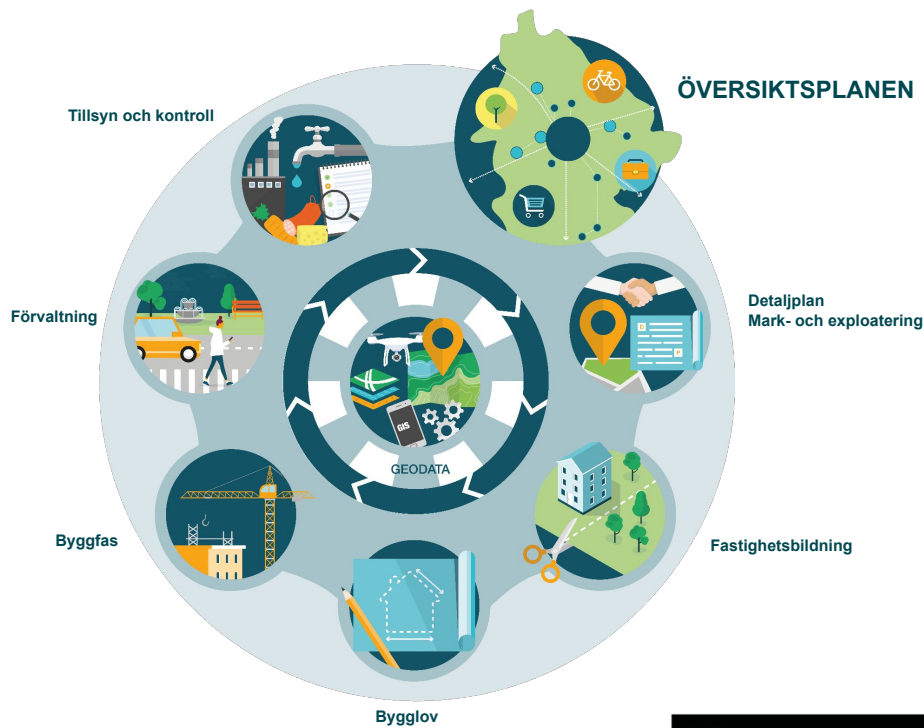 ÖVERSIKTSPLANEN
Tillsyn och kontroll
Detaljplan
Mark- och exploatering
Förvaltning
D
P
GIS
GEODATA
Byggfas
Fastighetsbildning
Bygglov